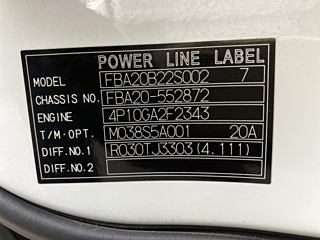 POWER LINE LABEL
MODEL FBA20B22S002 7
CHASSIS NO. FBA20-552872
ENGINE 4P10GA2F2343
T/M·OPT. M038S5A001 20A
DIFF.NO.1 R030TJ3303(4.111)
DIFF.NO.2